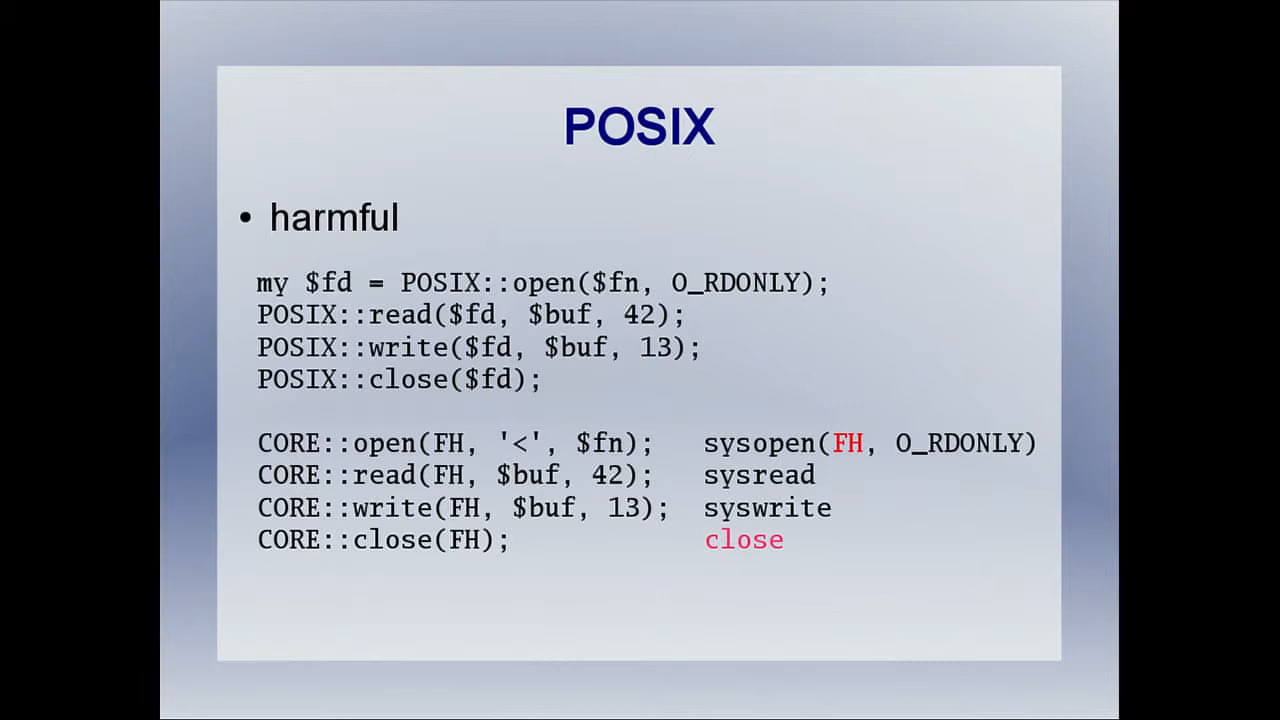 POSIX
• harmful
my $fd = POSIX::open($fn, O_RDONLY);
POSIX::read($fd, $buf, 42);
POSIX::write($fd, $buf, 13);
POSIX::close($fd);
CORE::open(FH, '<', $fn); sysopen(FH, O_RDONLY)
CORE::read(FH, $buf, 42); sysread
CORE::write(FH, $buf, 13); syswrite
CORE::close(FH); close